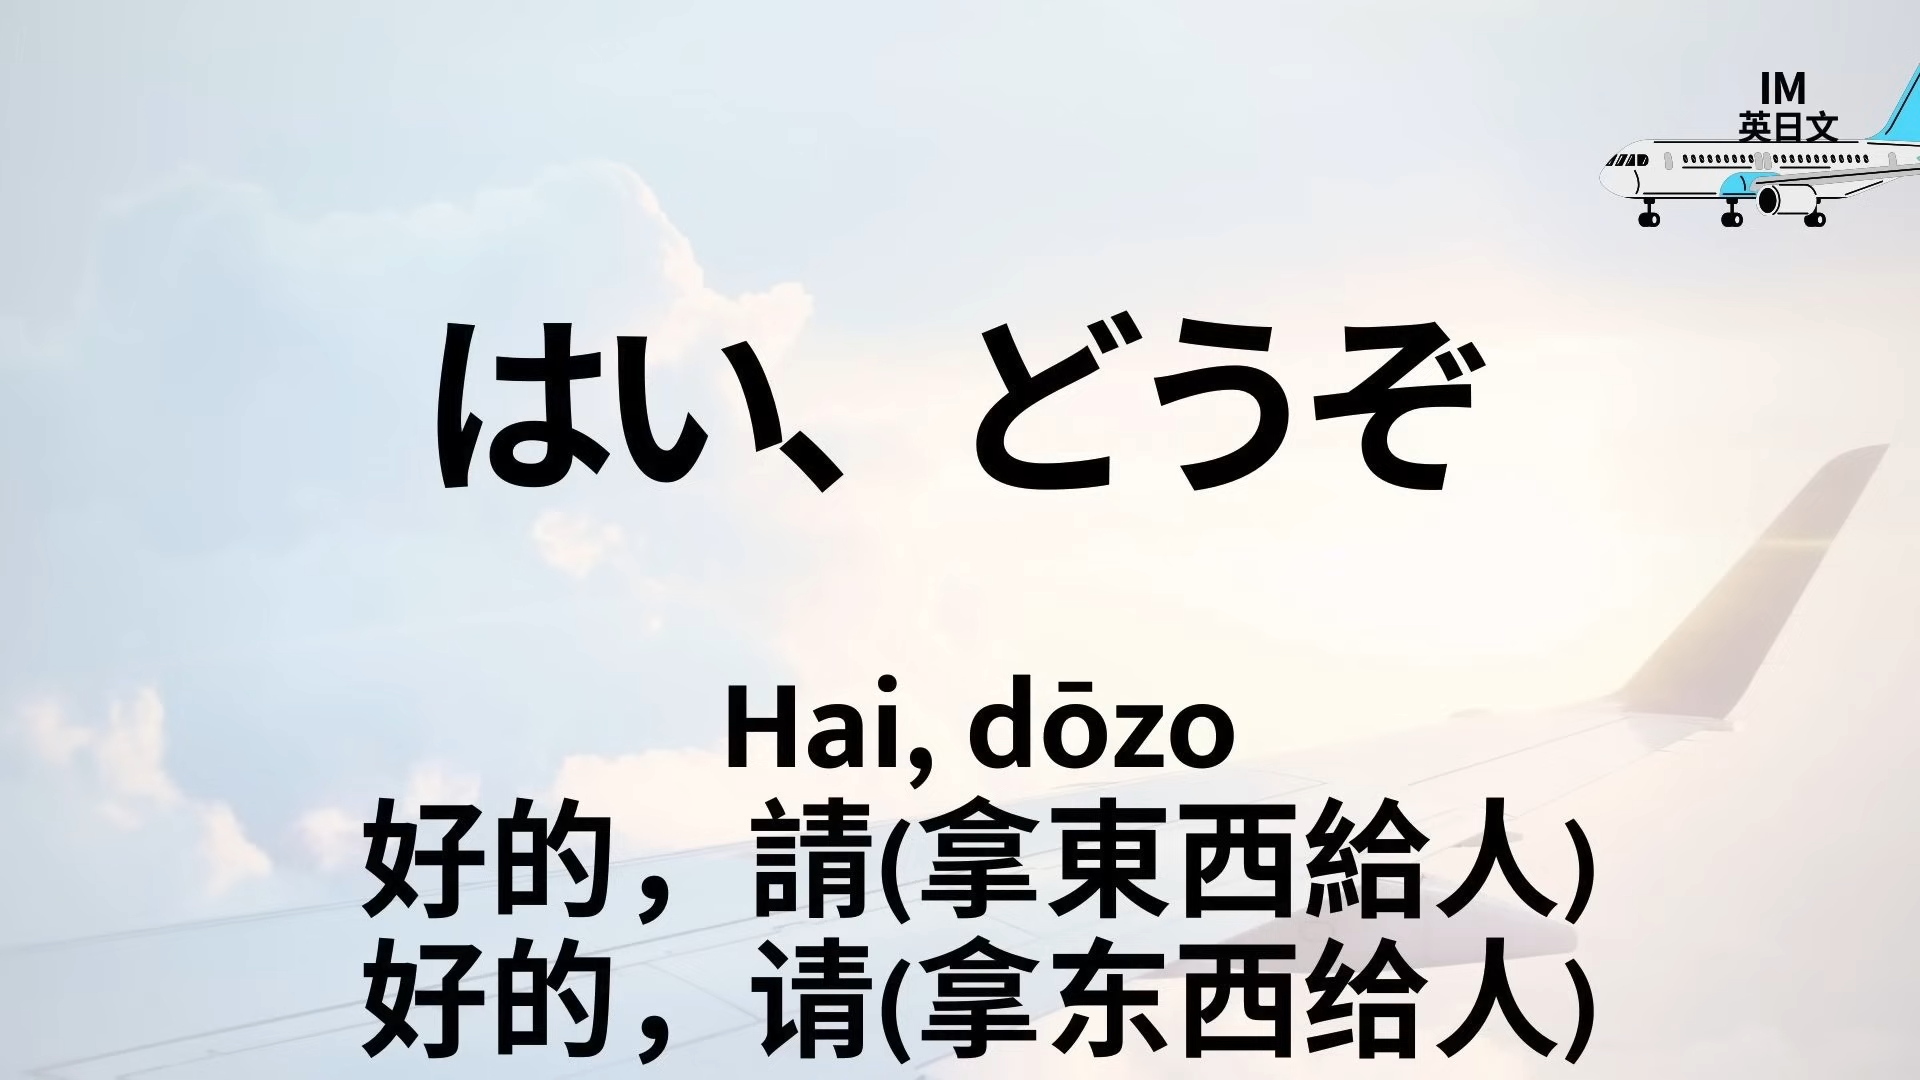 IM
英日文
はい、どうぞ
Hai, dōzo
好的，請(拿東西給人)
好的，请(拿东西给人)